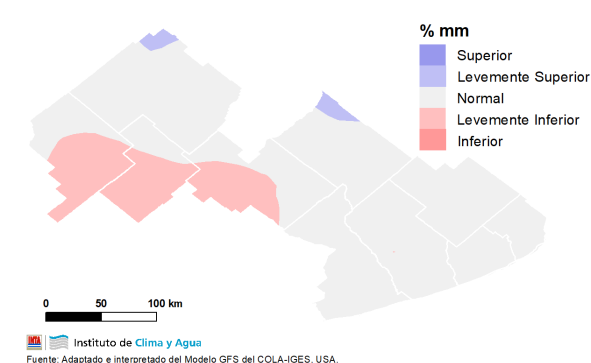 % mm
Superior
Levemente Superior
Normal
Levemente Inferior
Inferior
0 50 100 km
INTA Instituto de Clima y Agua
Fuente: Adaptado e interpretado del Modelo GFS del COLA-IGES. USA.